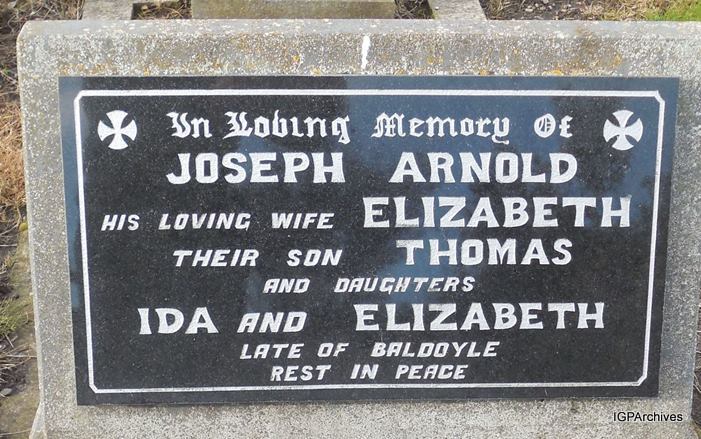 In Loving Memory Of
JOSEPH ARNOLD
HIS LOVING WIFE ELIZABETH
THEIR SON THOMAS
AND DAUGHTERS
IDA AND ELIZABETH
LATE OF BALDOYLE
REST IN PEACE
IGPArchives